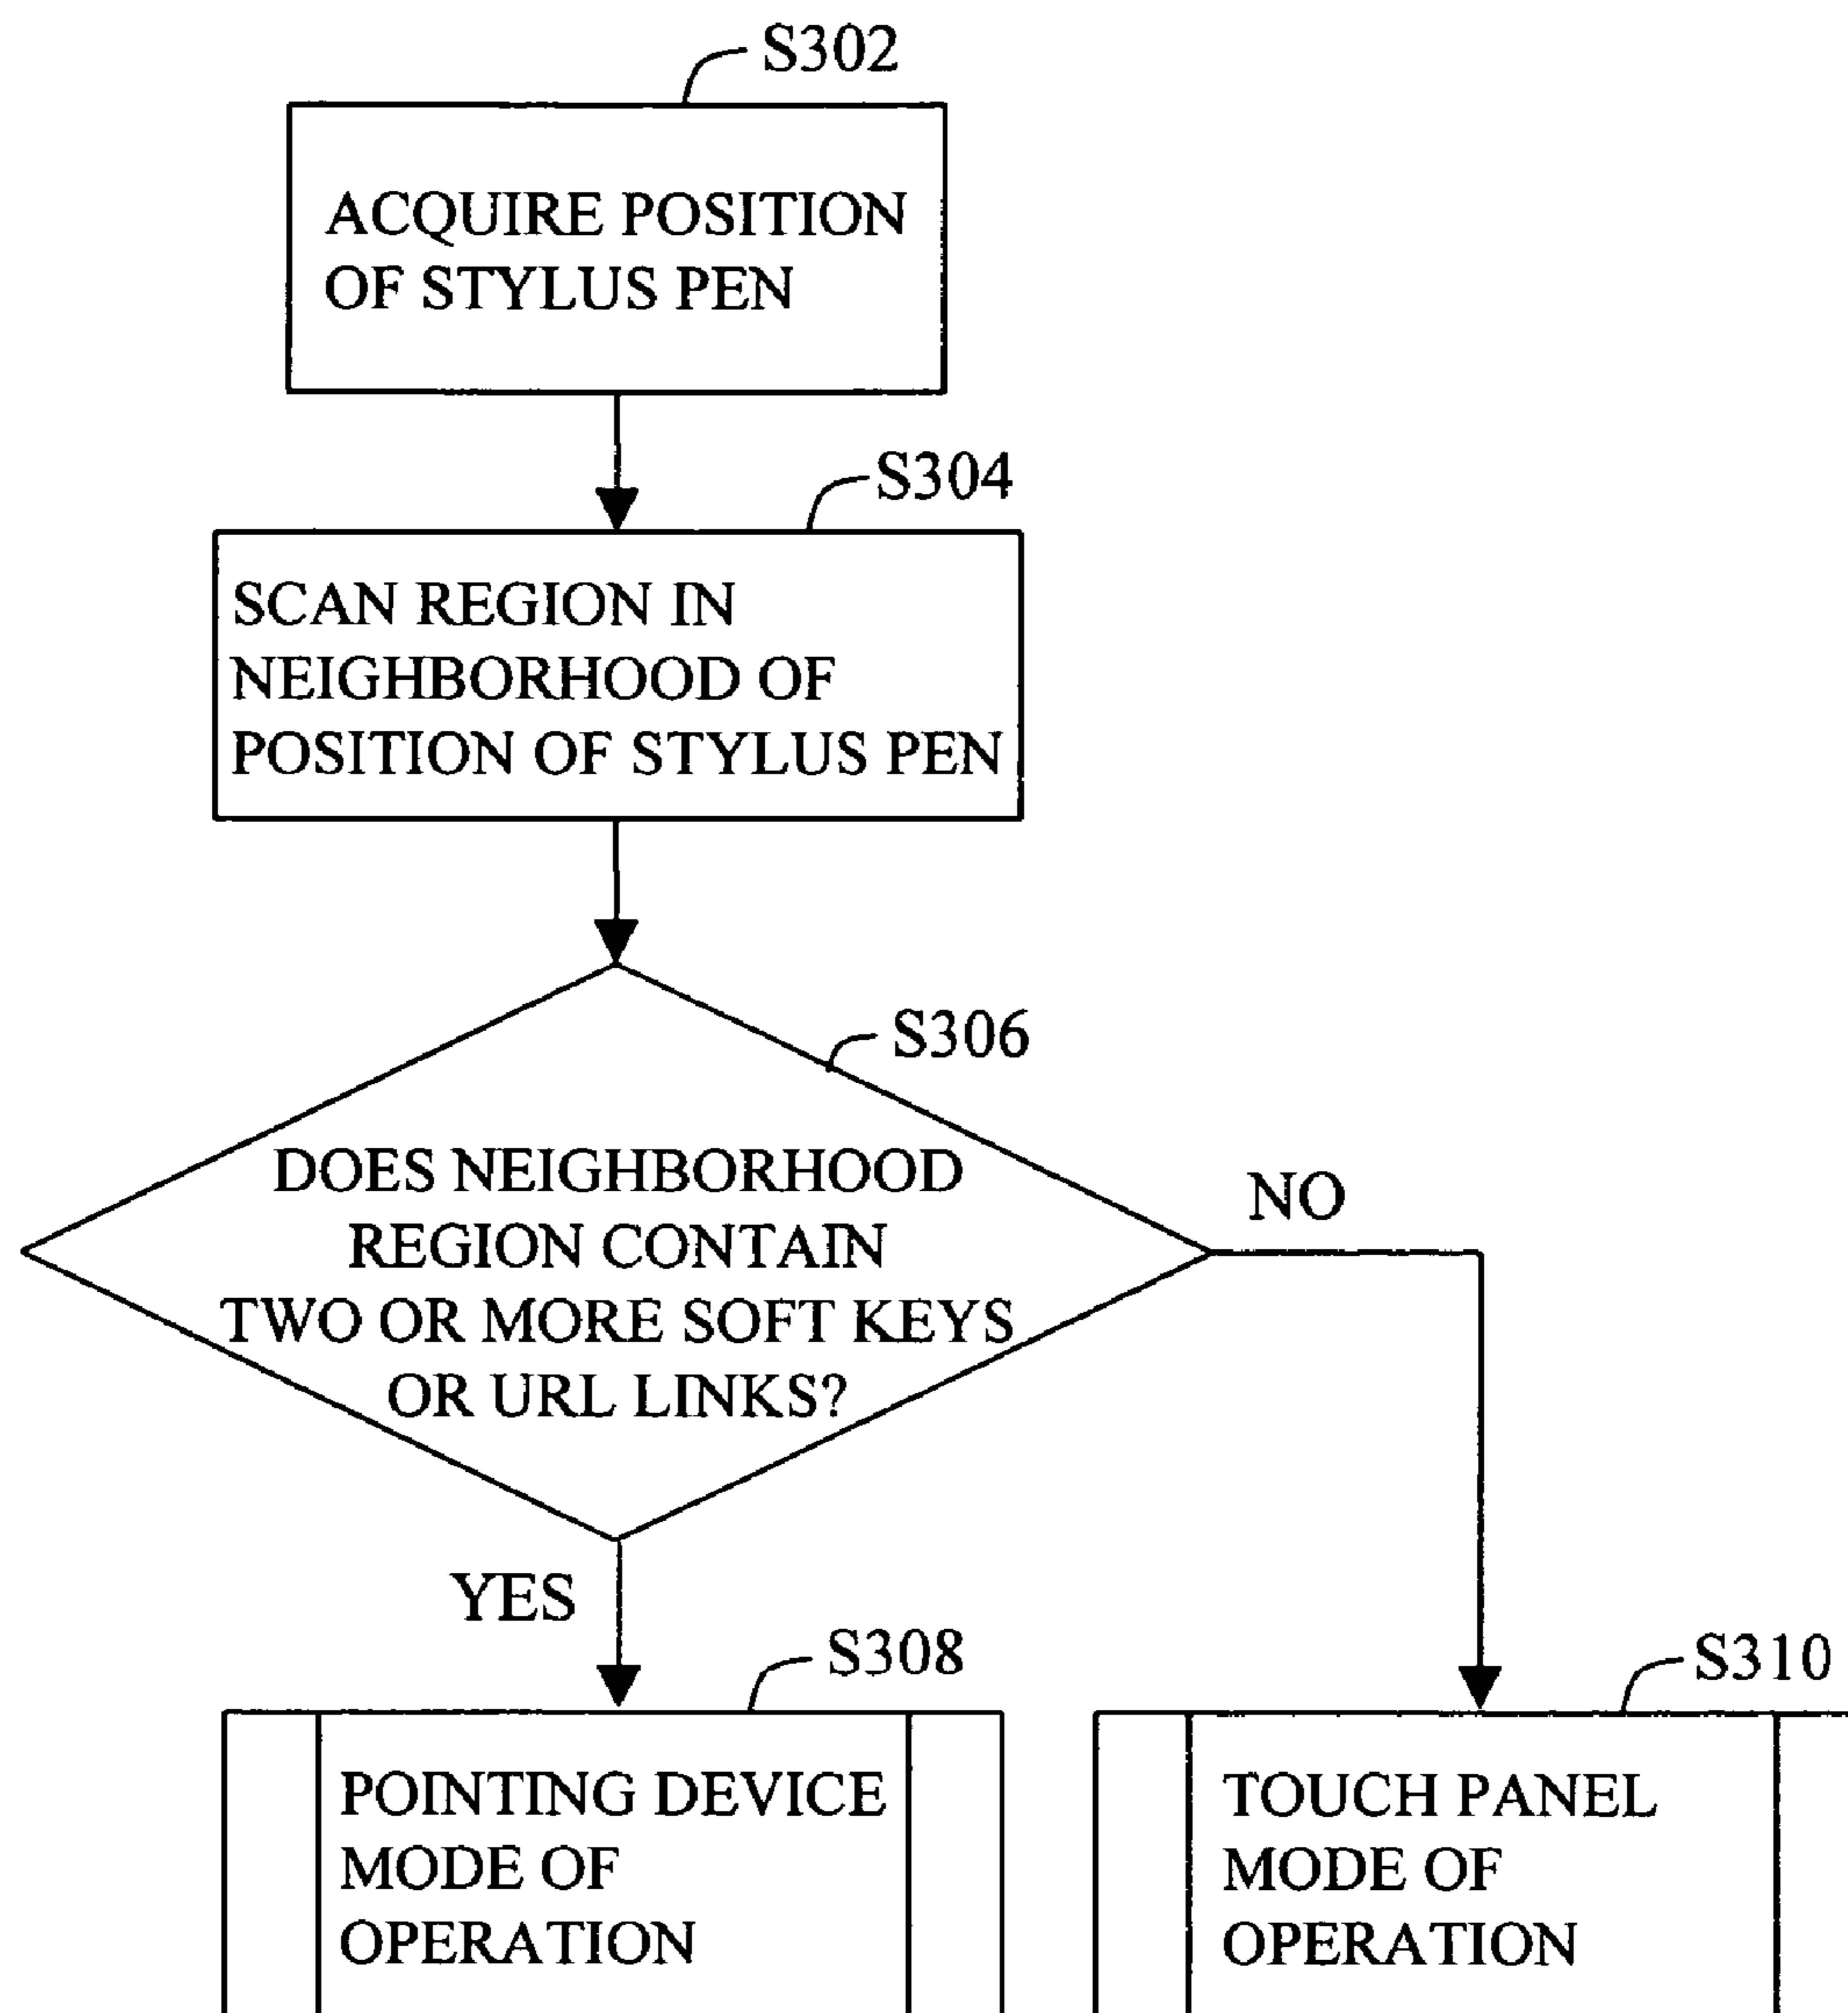 S302
ACQUIRE POSITION
OF STYLUS PEN
S304
SCAN REGION IN
NEIGHBORHOOD OF
POSITION OF STYLUS PEN
S306
DOES NEIGHBORHOOD
REGION CONTAIN
TWO OR MORE SOFT KEYS
OR URL LINKS?
NO
YES
S308
POINTING DEVICE
MODE OF
OPERATION
S310
TOUCH PANEL
MODE OF
OPERATION